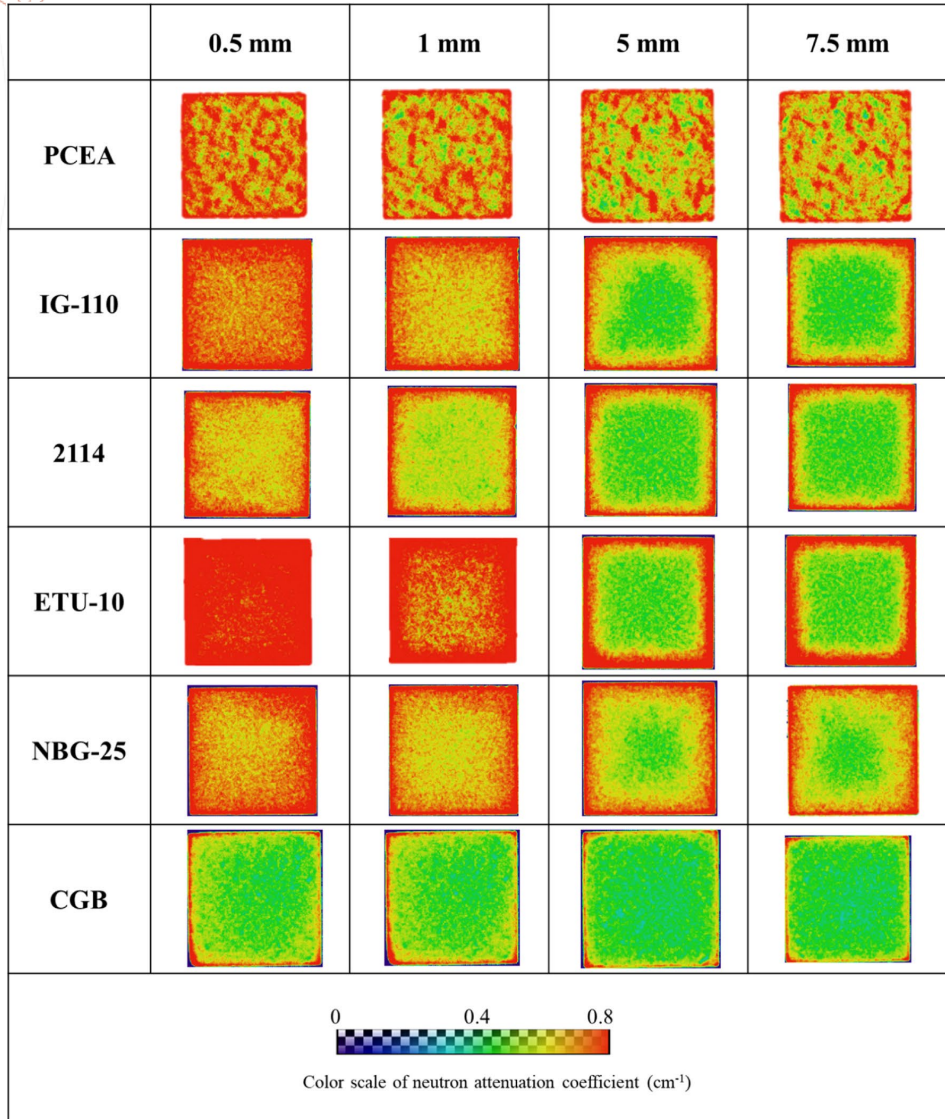 0.5 mm 1 mm 5 mm 7.5 mm
PCEA
IG-110
2114
ETU-10
NBG-25
CGB
0 0.4 0.8
Color scale of neutron attenuation coefficient (cm⁻¹)